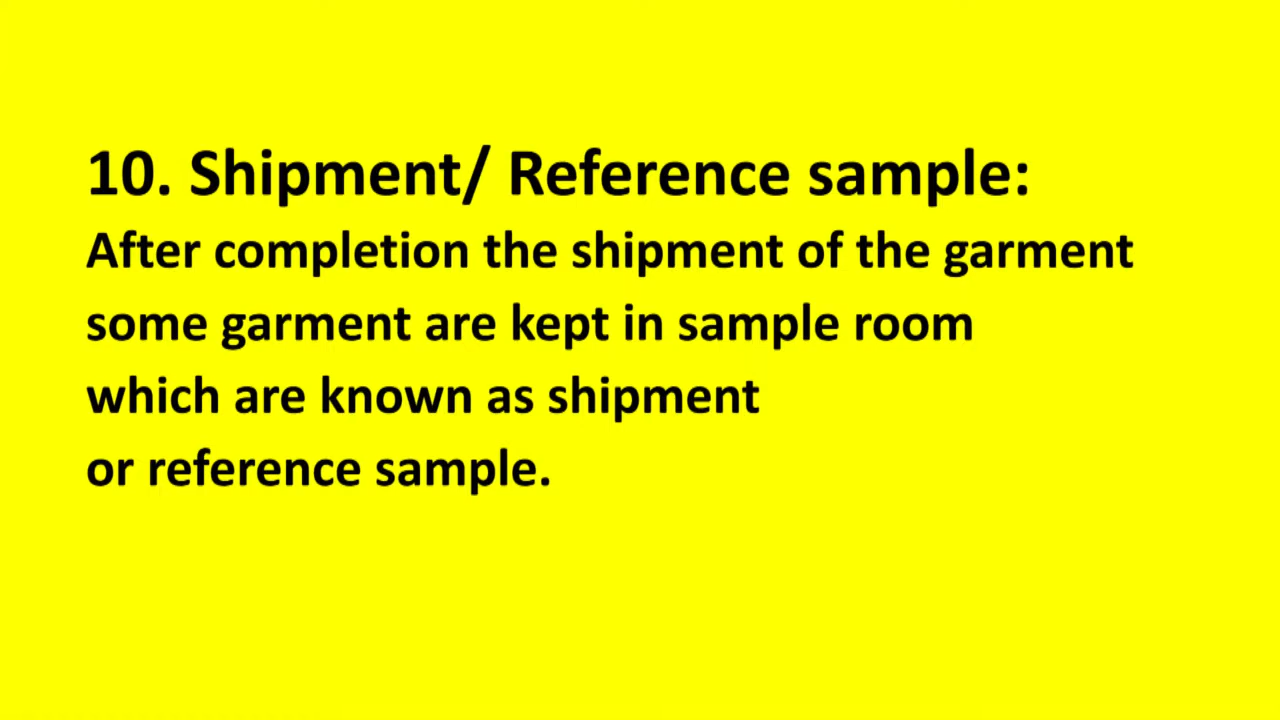 10. Shipment/ Reference sample:
After completion the shipment of the garment
some garment are kept in sample room
which are known as shipment
or reference sample.